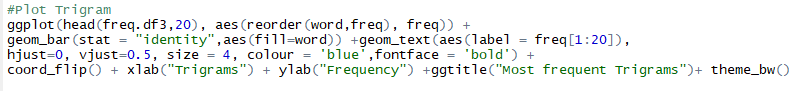 #Plot Trigram
ggplot(head(freq.df3,20), aes(reorder(word,freq), freq)) +
geom_bar(stat = "identity",aes(fill=word)) +geom_text(aes(label = freq[1:20]),
hjust=0, vjust=0.5, size = 4, colour = 'blue',fontface = 'bold') +
coord_flip() + xlab("Trigrams") + ylab("Frequency") +ggtitle("Most frequent Trigrams")+ theme_bw()